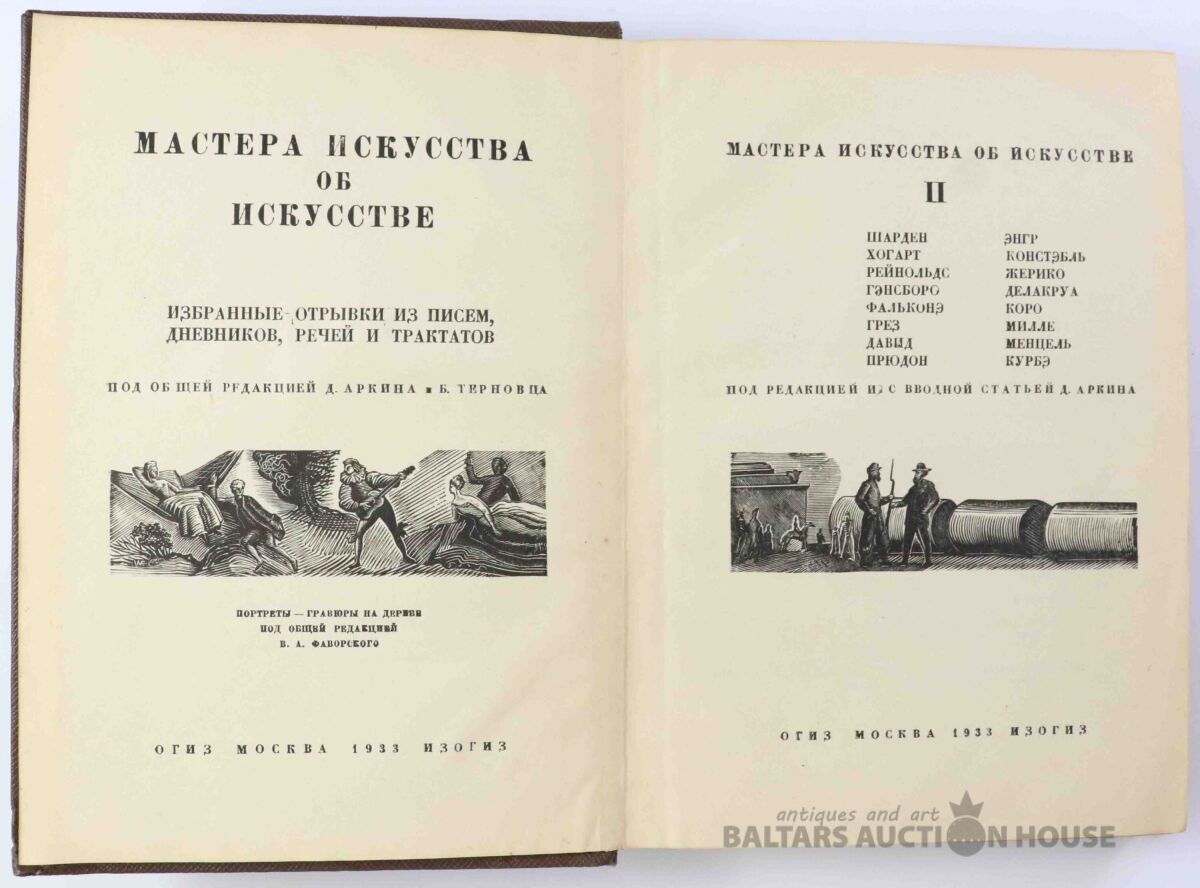 МАСТЕРА ИСКУССТВА
ОБ
ИСКУССТВЕ
ИЗБРАННЫЕ ОТРЫВКИ ИЗ ПИСЕМ,
ДНЕВНИКОВ, РЕЧЕЙ И ТРАКТАТОВ
ПОД ОБЩЕЙ РЕДАКЦИЕЙ Д. АРКИНА и Б. ТЕРНОВЦА
ПОРТРЕТЫ — ГРАВЮРЫ НА ДЕРЕВЕ
ПОД ОБЩЕЙ РЕДАКЦИЕЙ
В. А. ФАВОРСКОГО
ОГИЗ МОСКВА 1933 ИЗОГИЗ
МАСТЕРА ИСКУССТВА ОБ ИСКУССТВЕ
II
ШАРДЕН
ХОГАРТ
РЕЙНОЛЬДС
ГЭНСБОРО
ФАЛЬКОНЭ
ГРЕЗ
ДАВИД
ПРЮДОН
ЭНГР
КОНСТЭБЛЬ
ЖЕРИКО
ДЕЛАКРУА
КОРО
МИЛЛЕ
МЕНЦЕЛЬ
КУРБЭ
ПОД РЕДАКЦИЕЙ И С ВВОДНОЙ СТАТЬЕЙ Д. АРКИНА
ОГИЗ МОСКВА 1933 ИЗОГИЗ
antiques and art
BALTARS AUCTION HOUSE